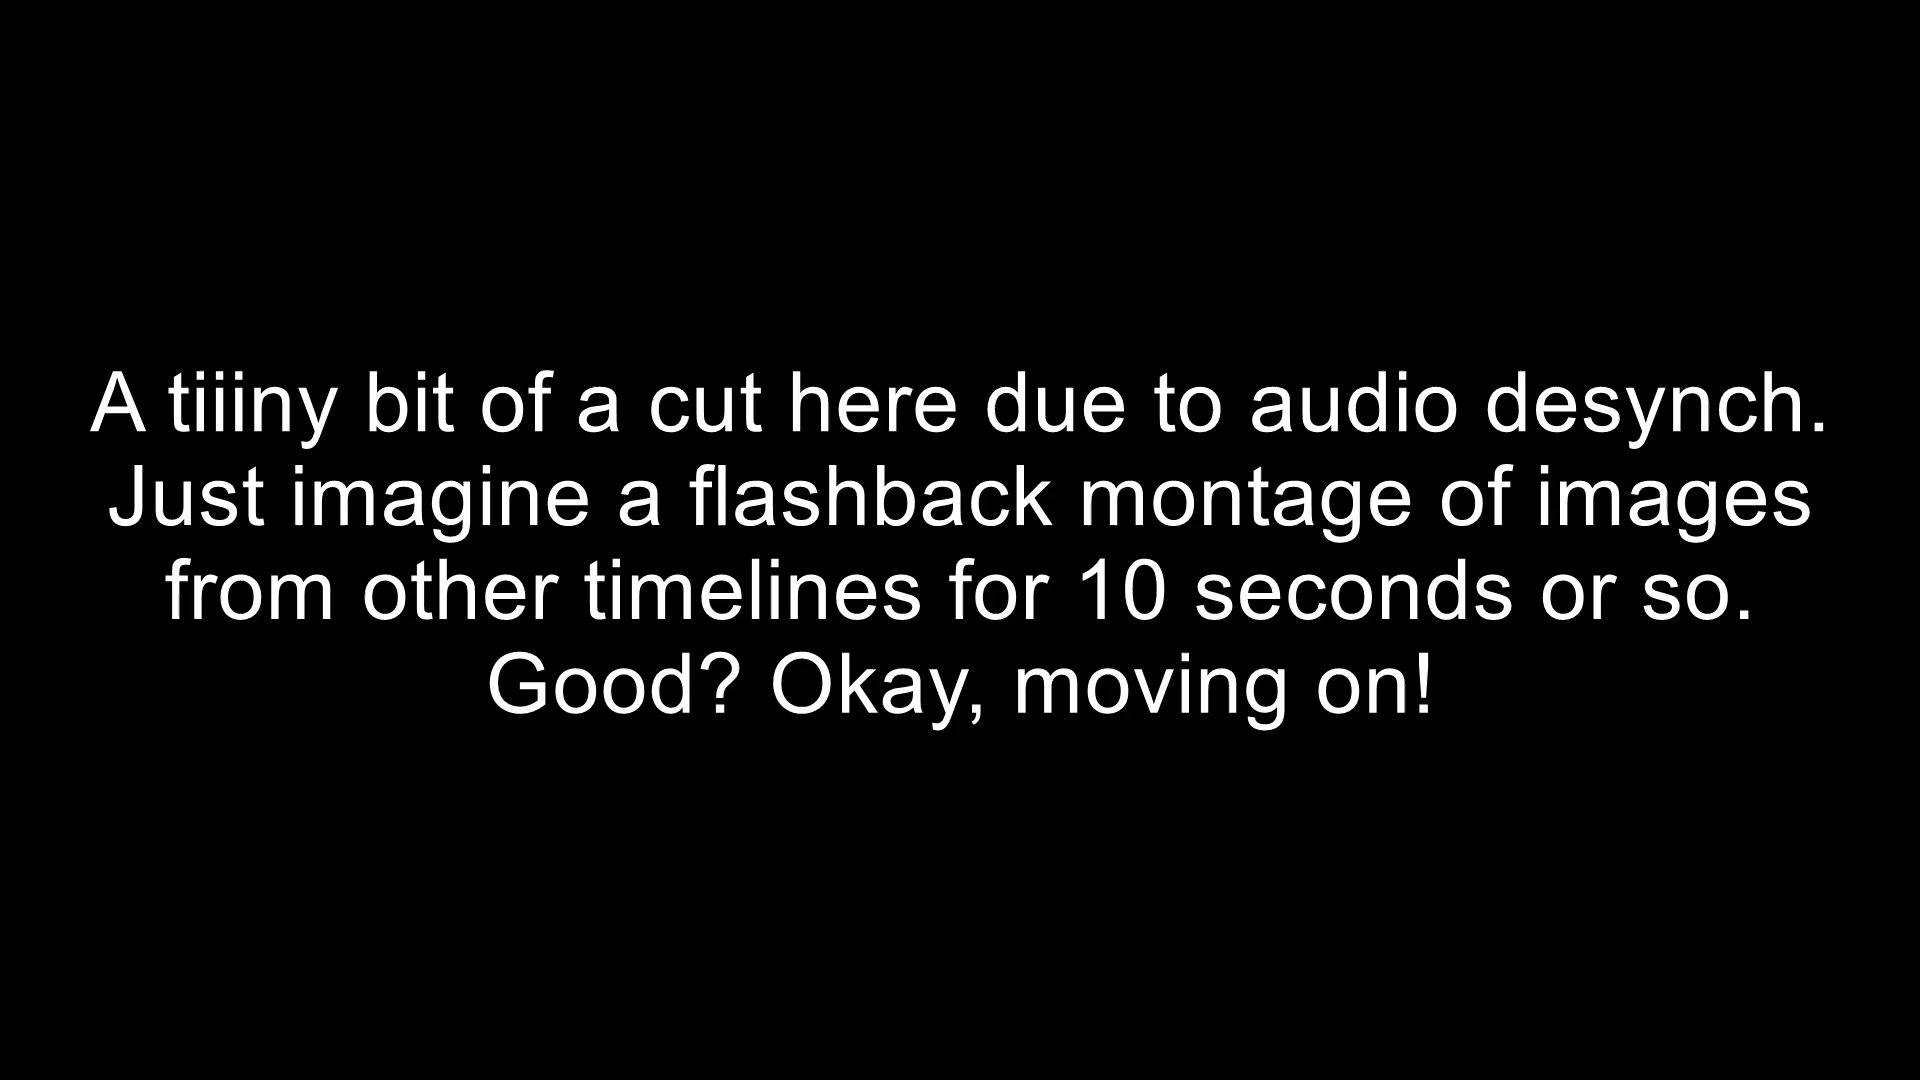 A tiiiny bit of a cut here due to audio desynch.
Just imagine a flashback montage of images
from other timelines for 10 seconds or so.
Good? Okay, moving on!